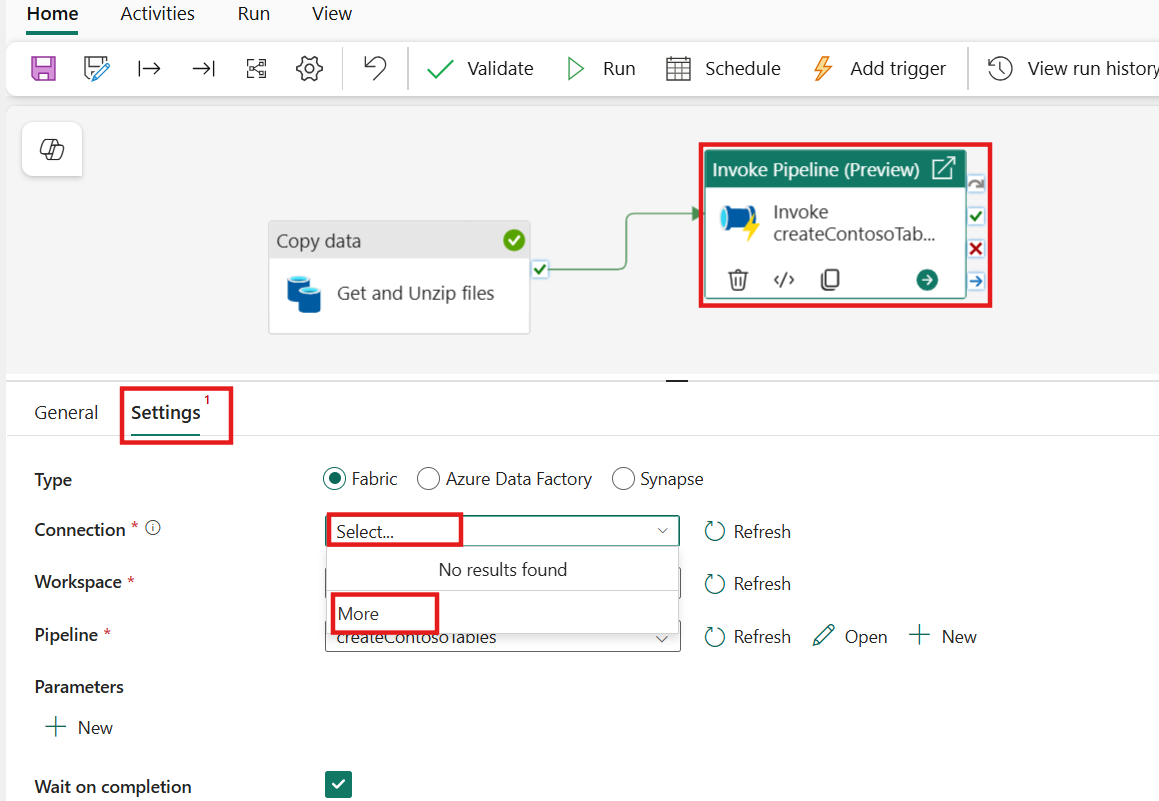 Home Activities Run View
Validate Run Schedule Add trigger View run history
Invoke Pipeline (Preview)
Invoke
createContosoTab...
Copy data
Get and Unzip files
General Settings 1
Type Fabric Azure Data Factory Synapse
Connection * Select... Refresh
No results found
Workspace * Refresh
More
Pipeline * createContosoTables Refresh Open New
Parameters
New
Wait on completion